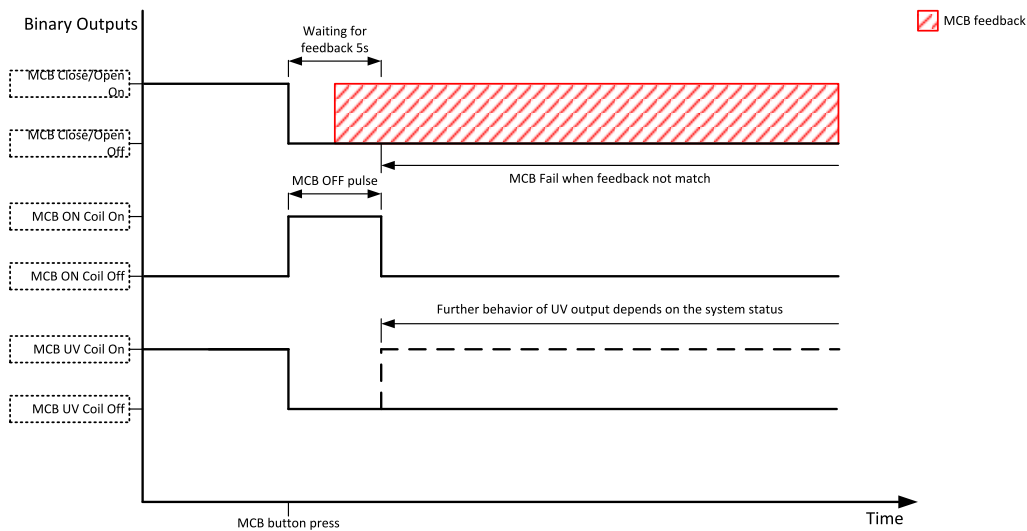 Binary Outputs
MCB feedback
Waiting for
feedback 5s
MCB Close/Open
On
MCB Close/Open
Off
MCB Fail when feedback not match
MCB OFF pulse
MCB ON Coil On
MCB ON Coil Off
Further behavior of UV output depends on the system status
MCB UV Coil On
MCB UV Coil Off
MCB button press
Time